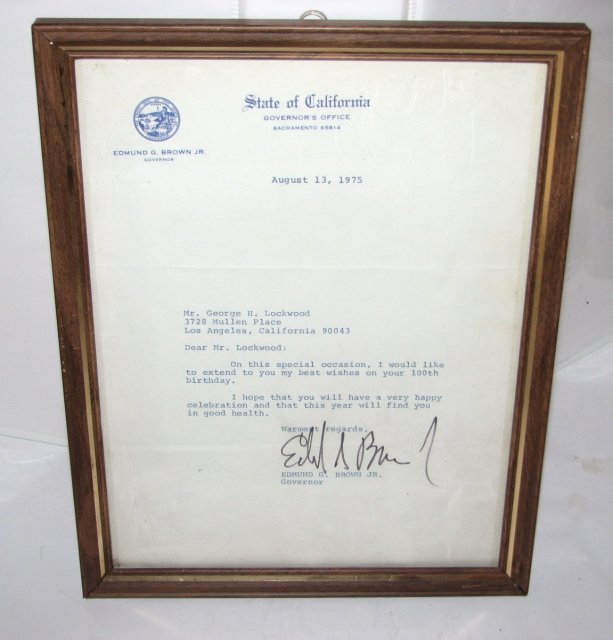 State of California
GOVERNOR'S OFFICE
SACRAMENTO 95814
EDMUND G. BROWN JR.
GOVERNOR
August 13, 1975
Mr. George H. Lockwood
3728 Mullen Place
Los Angeles, California 90043
Dear Mr. Lockwood:
On this special occasion, I would like
to extend to you my best wishes on your 100th
birthday.
I hope that you will have a very happy
celebration and that this year will find you
in good health.
Warmest regards,
EDMUND G. BROWN JR.
Governor